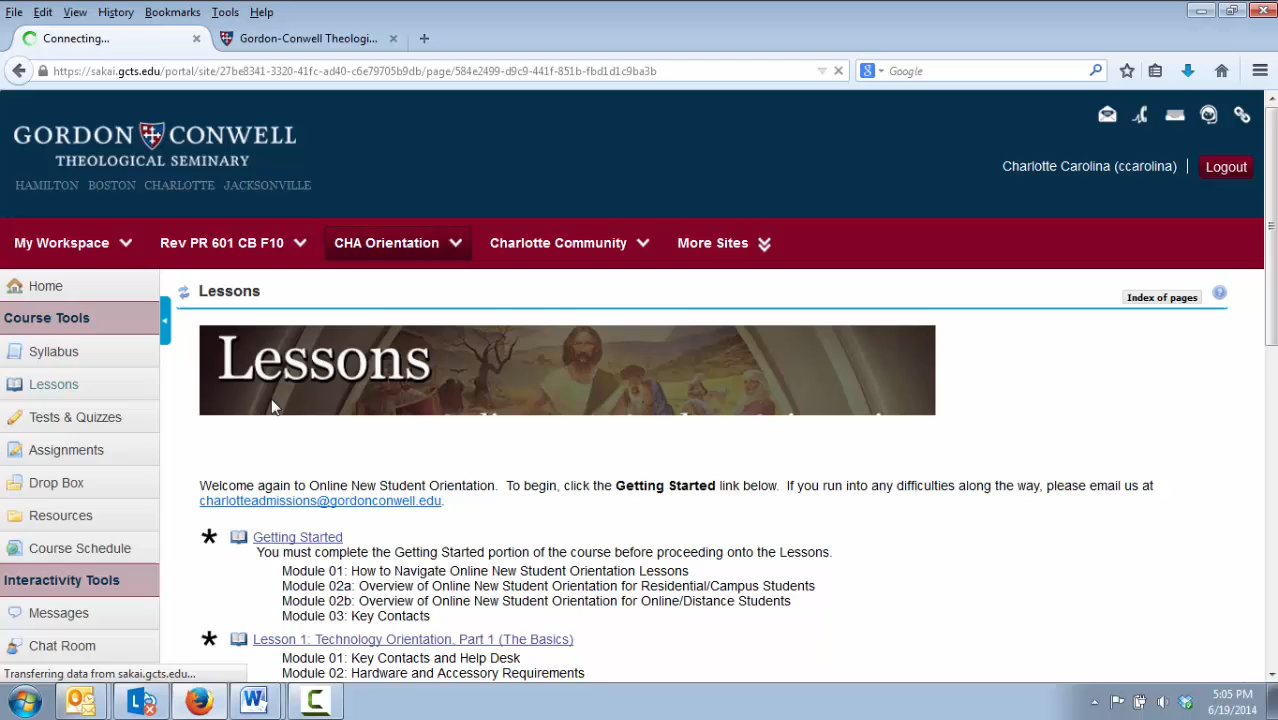 File Edit View History Bookmarks Tools Help
Connecting... Gordon-Conwell Theologi...
https://sakai.gcts.edu/portal/site/27be8341-3320-41fc-ad40-c6e79705b9db/page/584e2499-d9c9-441f-851b-fbd1d1c9ba3b Google
GORDON CONWELL
THEOLOGICAL SEMINARY
HAMILTON BOSTON CHARLOTTE JACKSONVILLE
Charlotte Carolina (ccarolina) | Logout
My Workspace Rev PR 601 CB F10 CHA Orientation Charlotte Community More Sites
Home
Course Tools
Syllabus
Lessons
Tests & Quizzes
Assignments
Drop Box
Resources
Course Schedule
Interactivity Tools
Messages
Chat Room
Lessons
Index of pages
Lessons
Welcome again to Online New Student Orientation. To begin, click the Getting Started link below. If you run into any difficulties along the way, please email us at
charlotteadmissions@gordonconwell.edu.
* Getting Started
You must complete the Getting Started portion of the course before proceeding onto the Lessons.
Module 01: How to Navigate Online New Student Orientation Lessons
Module 02a: Overview of Online New Student Orientation for Residential/Campus Students
Module 02b: Overview of Online New Student Orientation for Online/Distance Students
Module 03: Key Contacts
* Lesson 1: Technology Orientation, Part 1 (The Basics)
Module 01: Key Contacts and Help Desk
Module 02: Hardware and Accessory Requirements
Transferring data from sakai.gcts.edu...
5:05 PM
6/19/2014